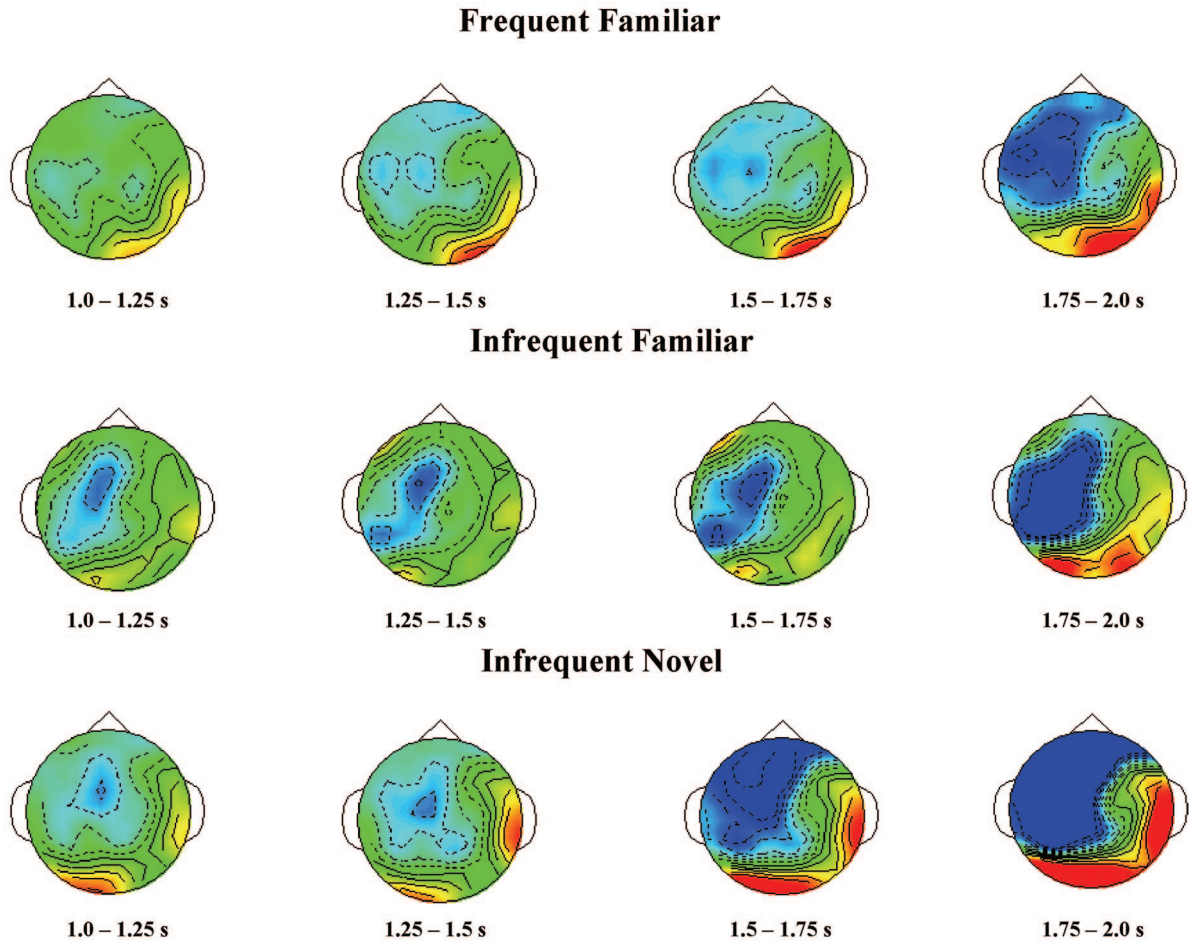 Frequent Familiar
1.0 – 1.25 s
1.25 – 1.5 s
1.5 – 1.75 s
1.75 – 2.0 s
Infrequent Familiar
1.0 – 1.25 s
1.25 – 1.5 s
1.5 – 1.75 s
1.75 – 2.0 s
Infrequent Novel
1.0 – 1.25 s
1.25 – 1.5 s
1.5 – 1.75 s
1.75 – 2.0 s